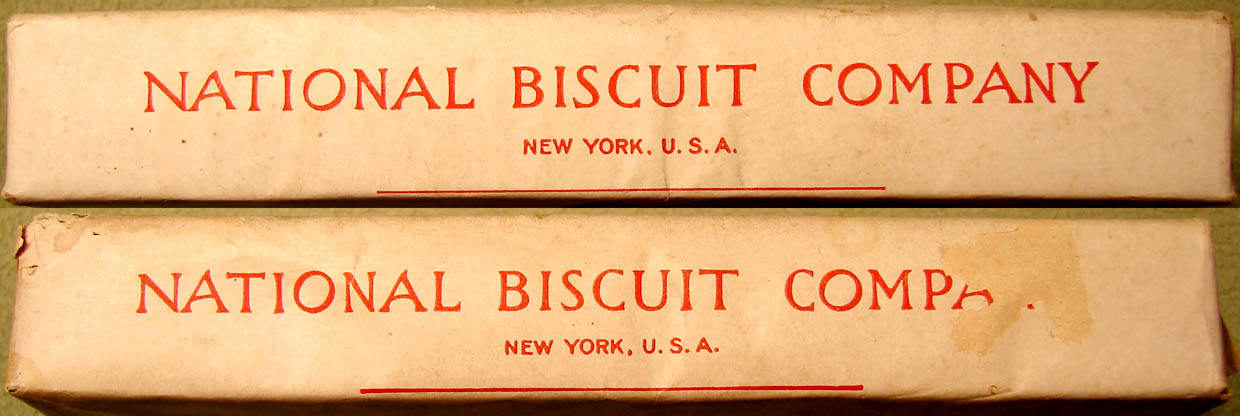 NATIONAL BISCUIT COMPANY
NEW YORK, U. S. A.
NATIONAL BISCUIT
NEW YORK, U. S. A.